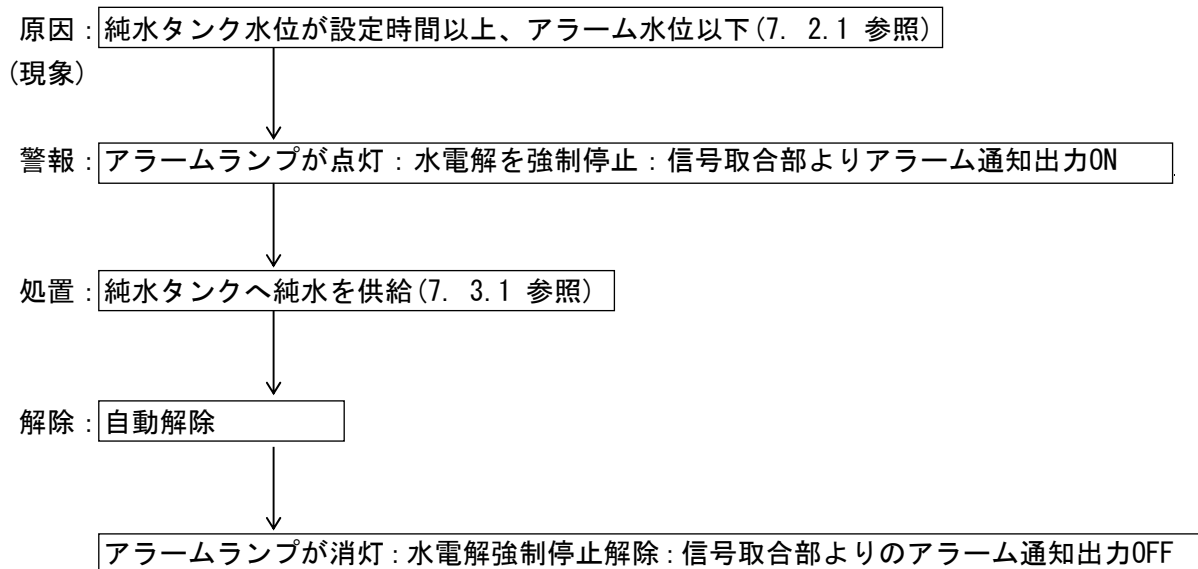 原因：純水タンク水位が設定時間以上、アラーム水位以下(7. 2.1 参照)
(現象)
警報：アラームランプが点灯：水電解を強制停止：信号取合部よりアラーム通知出力ON
処置：純水タンクへ純水を供給(7. 3.1 参照)
解除：自動解除
アラームランプが消灯：水電解強制停止解除：信号取合部よりのアラーム通知出力OFF